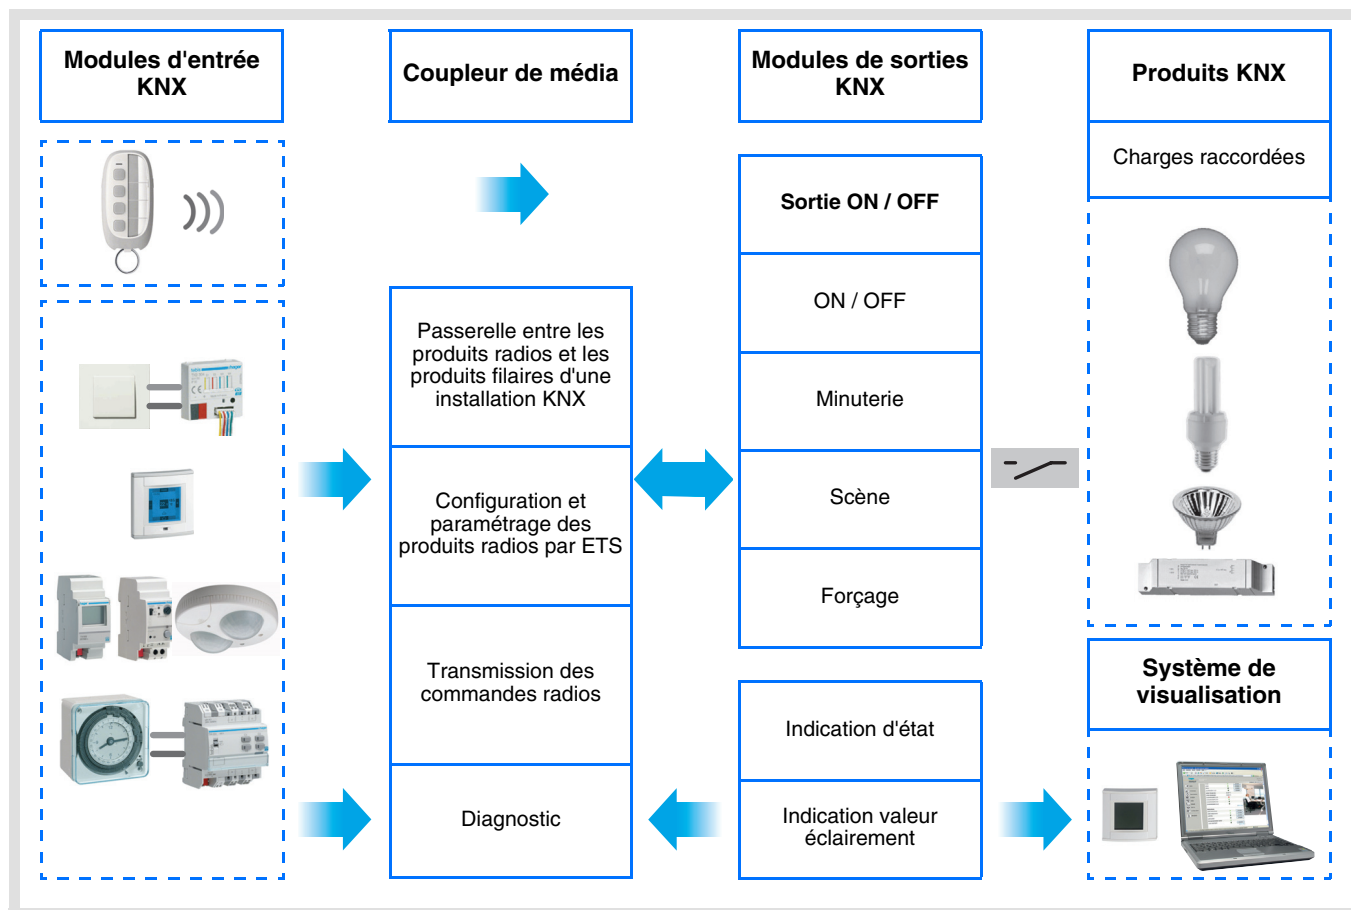 Modules d'entrée
KNX
Coupleur de média
Passerelle entre les
produits radios et les
produits filaires d'une
installation KNX
Configuration et
paramétrage des
produits radios par ETS
Transmission des
commandes radios
Diagnostic
Modules de sorties
KNX
Sortie ON / OFF
ON / OFF
Minuterie
Scène
Forçage
Indication d'état
Indication valeur
éclairement
Produits KNX
Charges raccordées
Système de
visualisation